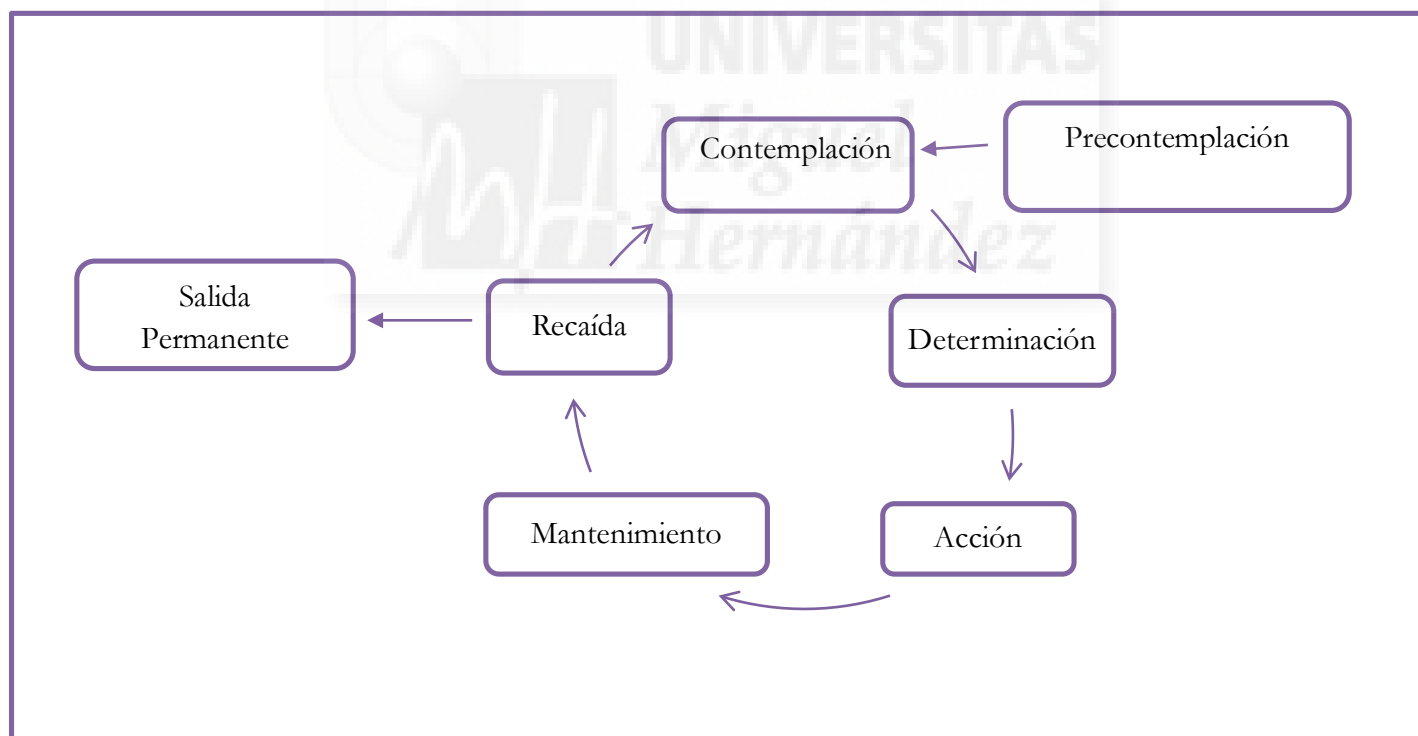 UNIVERSITAS
Miguel
Hernández
Contemplación
Precontemplación
Salida
Permanente
Recaída
Determinación
Mantenimiento
Acción